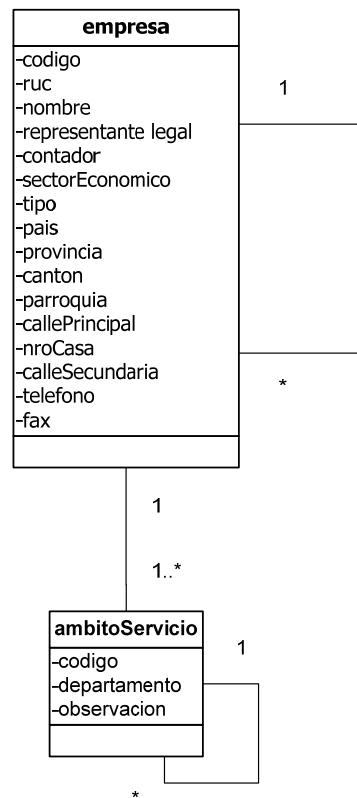 empresa
-codigo
-ruc
-nombre
-representante legal
-contador
-sectorEconomico
-tipo
-pais
-provincia
-canton
-parroquia
-callePrincipal
-nroCasa
-calleSecundaria
-telefono
-fax
1
*
1
1..*
ambitoServicio
-codigo
-departamento
-observacion
1
*